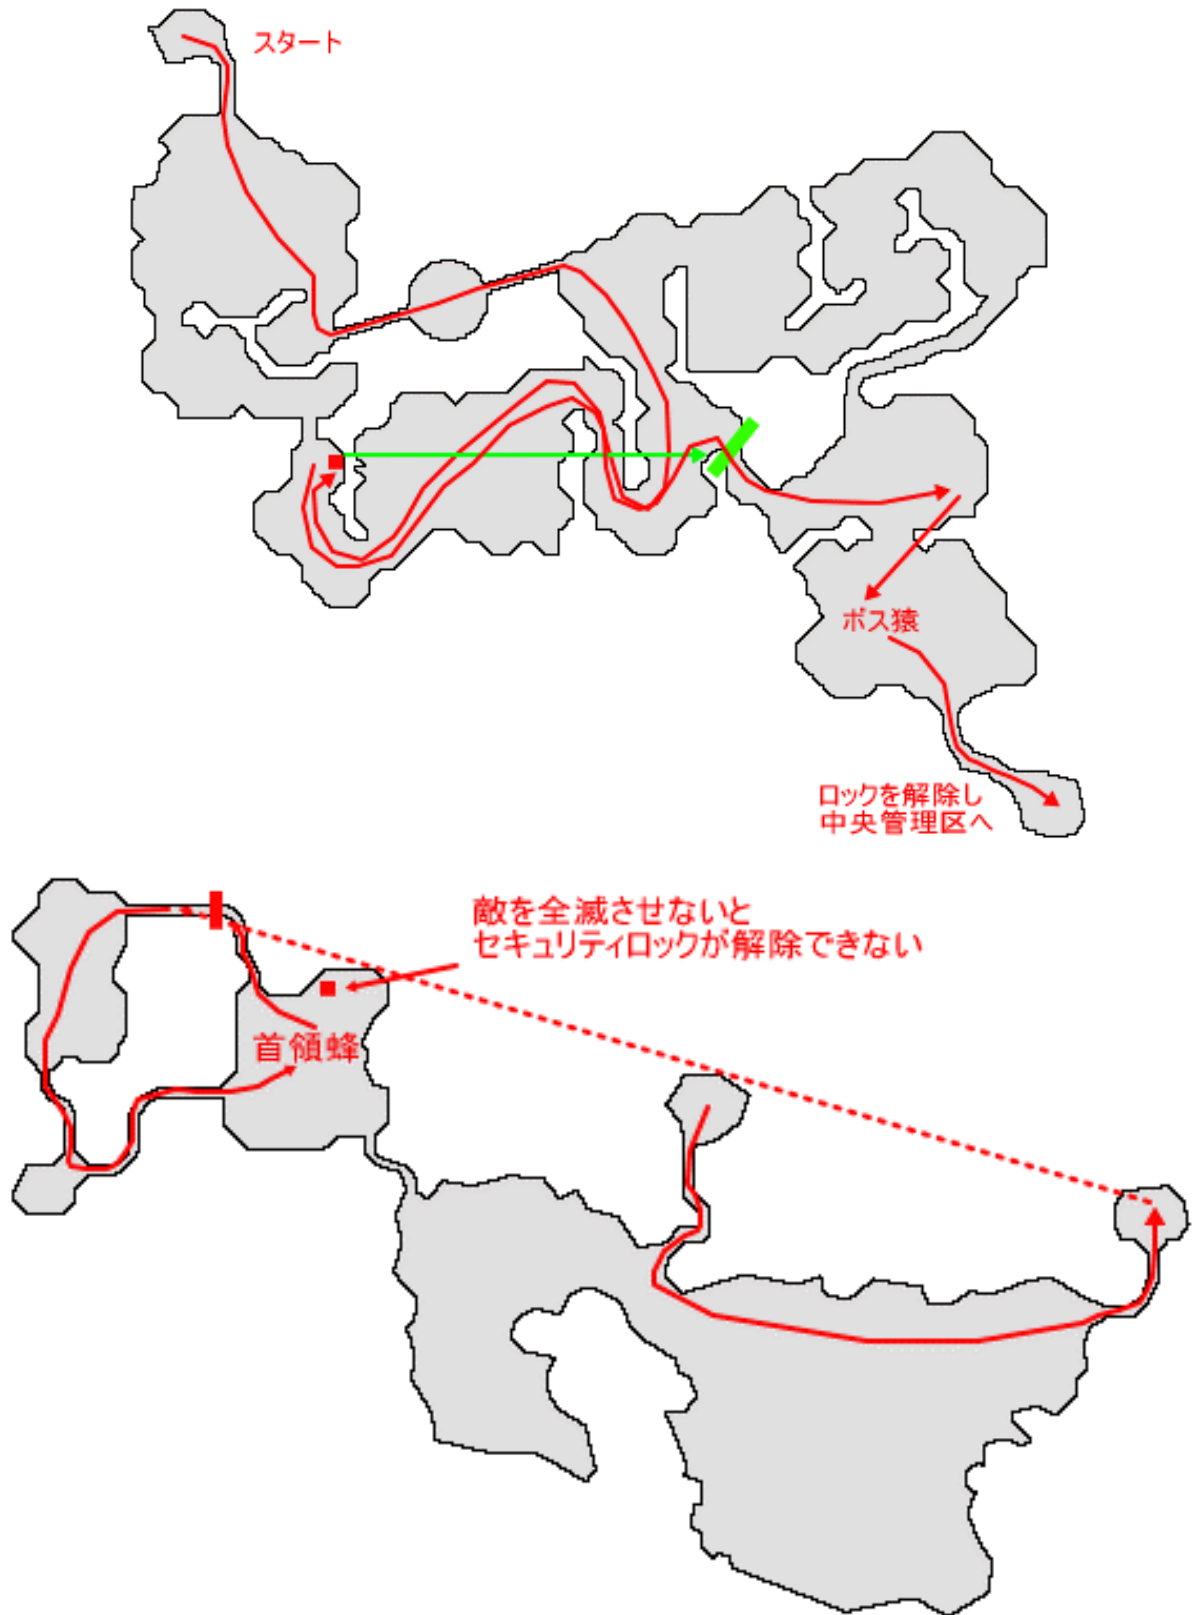 スタート
ボス猿
ロックを解除し
中央管理区へ
敵を全滅させないと
セキュリティロックが解除できない
首領蜂